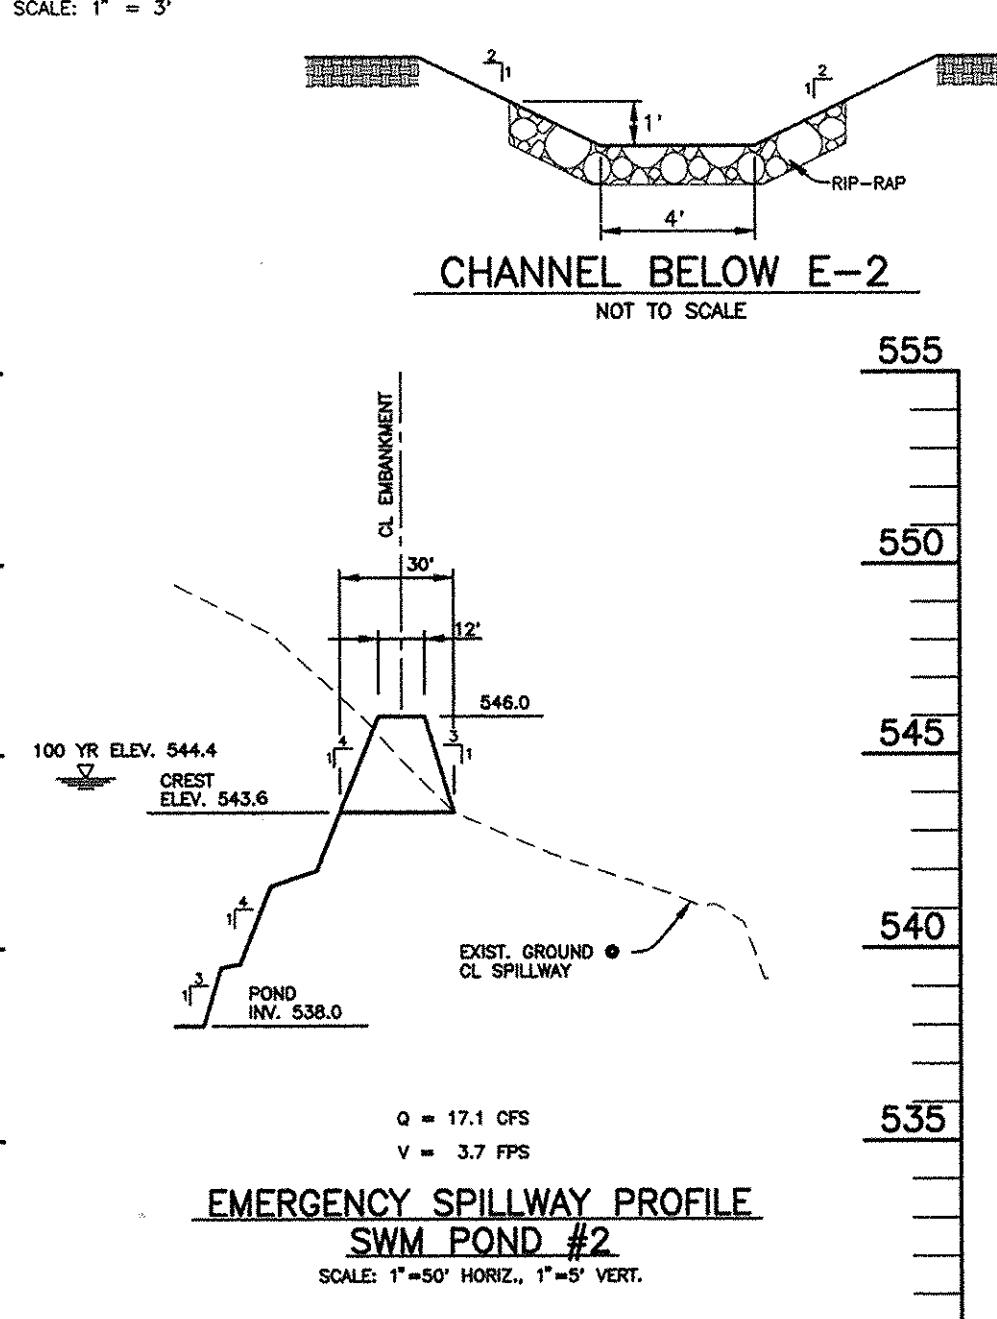 SCALE: 1" = 3'
2
1
1
2
1'
RIP-RAP
4'
CHANNEL BELOW E-2
NOT TO SCALE
555
CL EMBANKMENT
550
30'
12'
546.0
4
1
3
1
545
100 YR ELEV. 544.4
CREST
ELEV. 543.6
4
1
540
EXIST. GROUND @
CL SPILLWAY
3
1
POND
INV. 538.0
Q = 17.1 CFS
V = 3.7 FPS
535
EMERGENCY SPILLWAY PROFILE
SWM POND #2
SCALE: 1"=50' HORIZ., 1"=5' VERT.